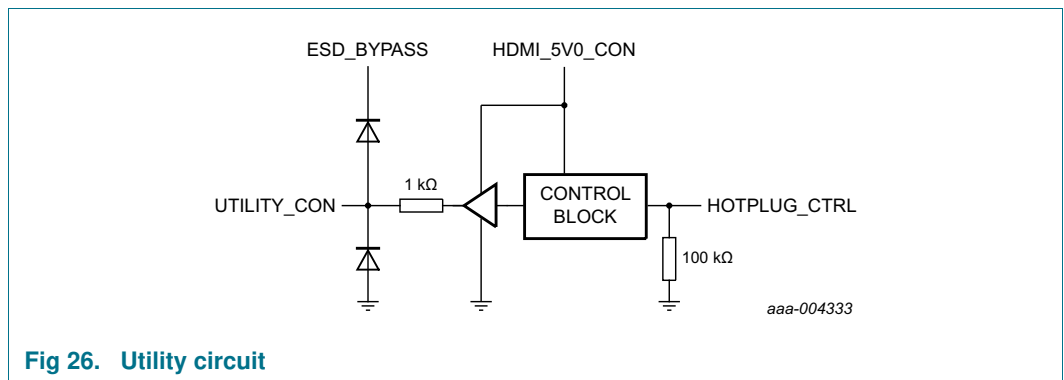 ESD_BYPASS
HDMI_5V0_CON
UTILITY_CON
1 kΩ
CONTROL
BLOCK
HOTPLUG_CTRL
100 kΩ
aaa-004333
Fig 26. Utility circuit